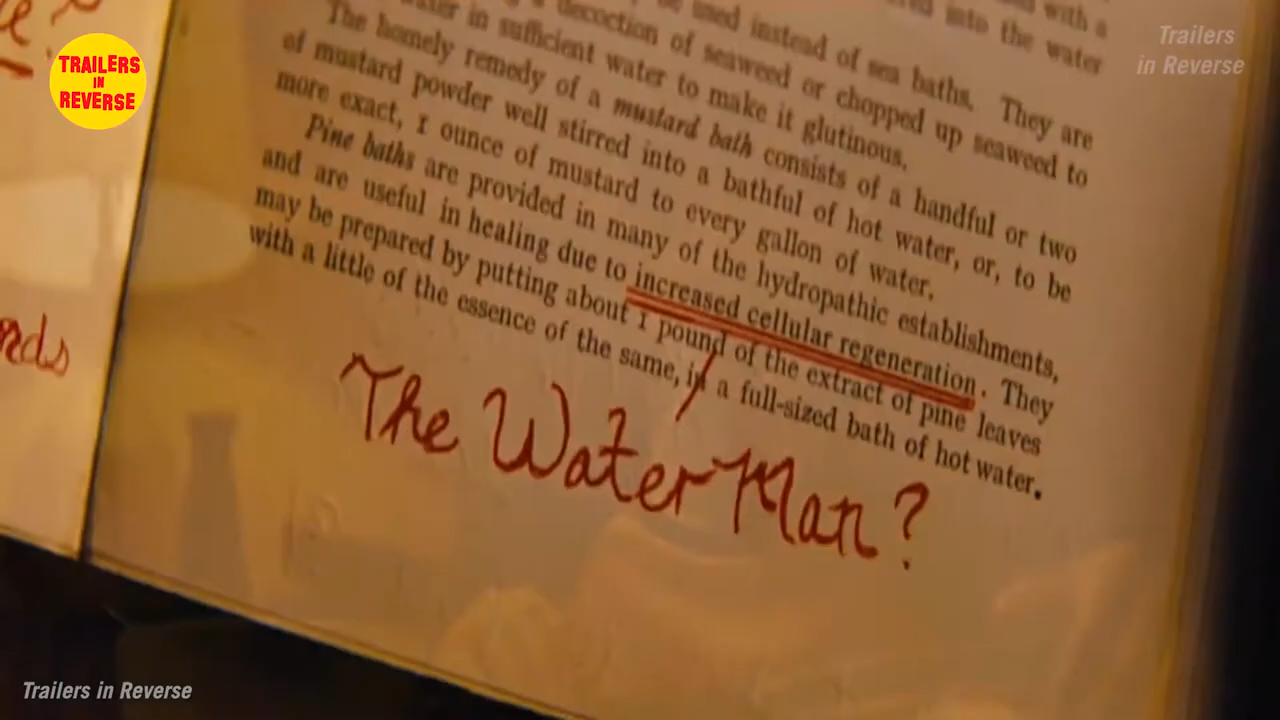 TRAILERS
IN
REVERSE
Trailers
in Reverse
with a
into the water
used instead of sea baths. They are
decoction of seaweed or chopped up seaweed to
in sufficient water to make it glutinous.
The homely remedy of a mustard bath consists of a handful or two
of mustard powder well stirred into a bathful of hot water, or, to be
more exact, 1 ounce of mustard to every gallon of water.
Pine baths are provided in many of the hydropathic establishments,
and are useful in healing due to increased cellular regeneration. They
may be prepared by putting about 1 pound of the extract of pine leaves
with a little of the essence of the same, in a full-sized bath of hot water.
The Water Man?
nds
Trailers in Reverse